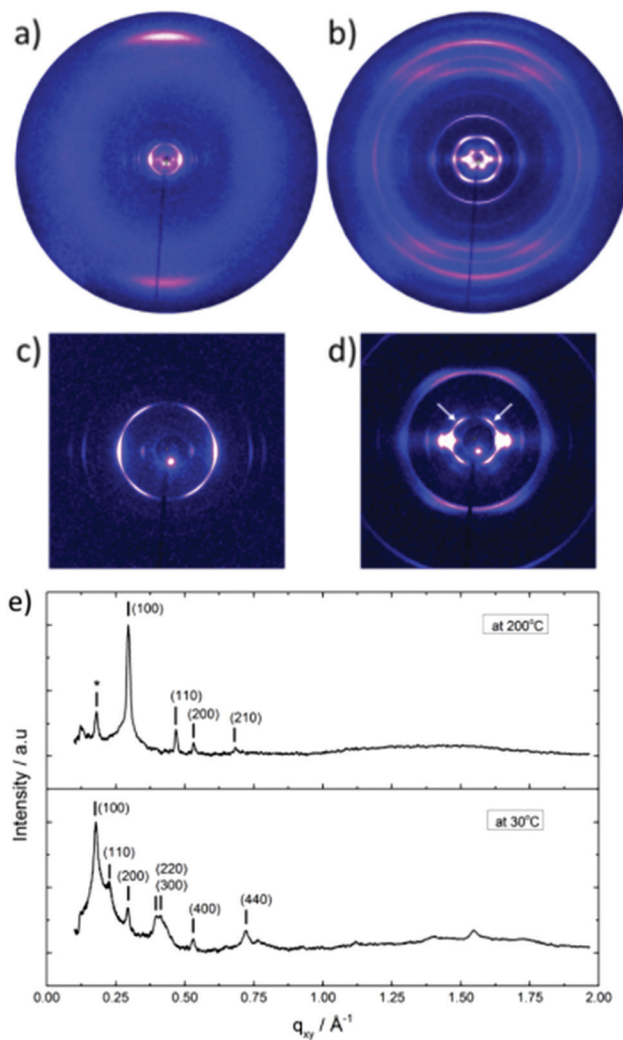 a)
b)
c)
d)
e)
(100)
at 200°C
*
(110)
(200)
(210)
Intensity / a.u
(100)
at 30°C
(110)
(200)
(220)
(300)
(400)
(440)
0.00 0.25 0.50 0.75 1.00 1.25 1.50 1.75 2.00
qxy / Å-1